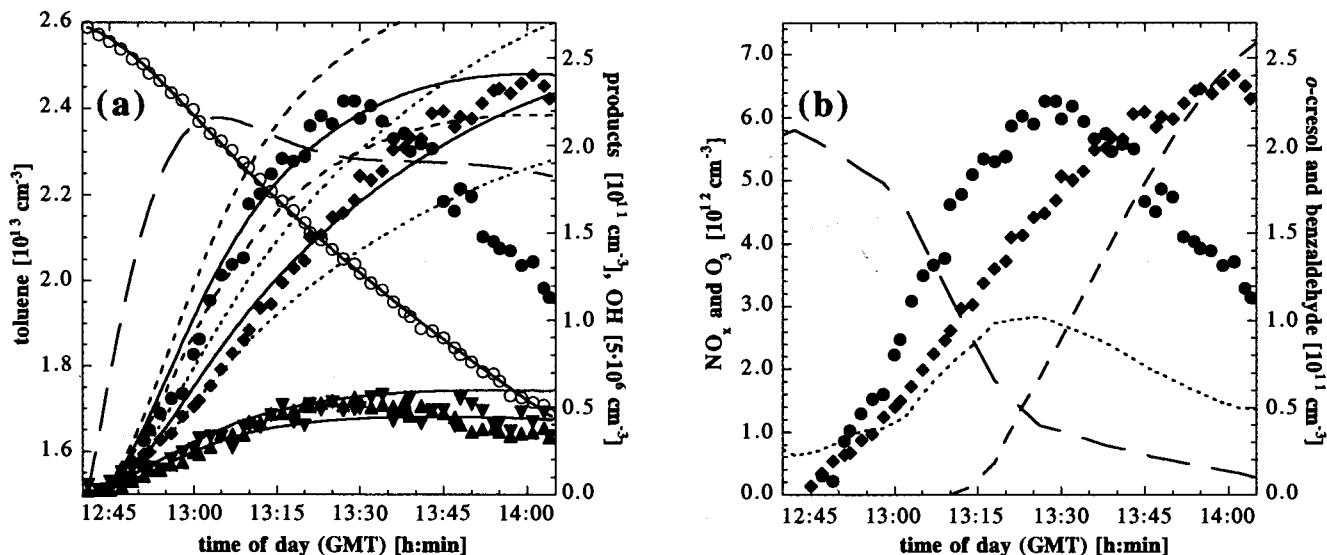 (a)
2.6
2.4
2.2
2.0
1.8
1.6
toluene [10¹³ cm⁻³]
2.5
2.0
1.5
1.0
0.5
0.0
products [10¹¹ cm⁻³], OH [5·10⁶ cm⁻³]
12:45 13:00 13:15 13:30 13:45 14:00
time of day (GMT) [h:min]
(b)
7.0
6.0
5.0
4.0
3.0
2.0
1.0
0.0
NOₓ and O₃ [10¹² cm⁻³]
2.5
2.0
1.5
1.0
0.5
0.0
o-cresol and benzaldehyde [10¹¹ cm⁻³]
12:45 13:00 13:15 13:30 13:45 14:00
time of day (GMT) [h:min]